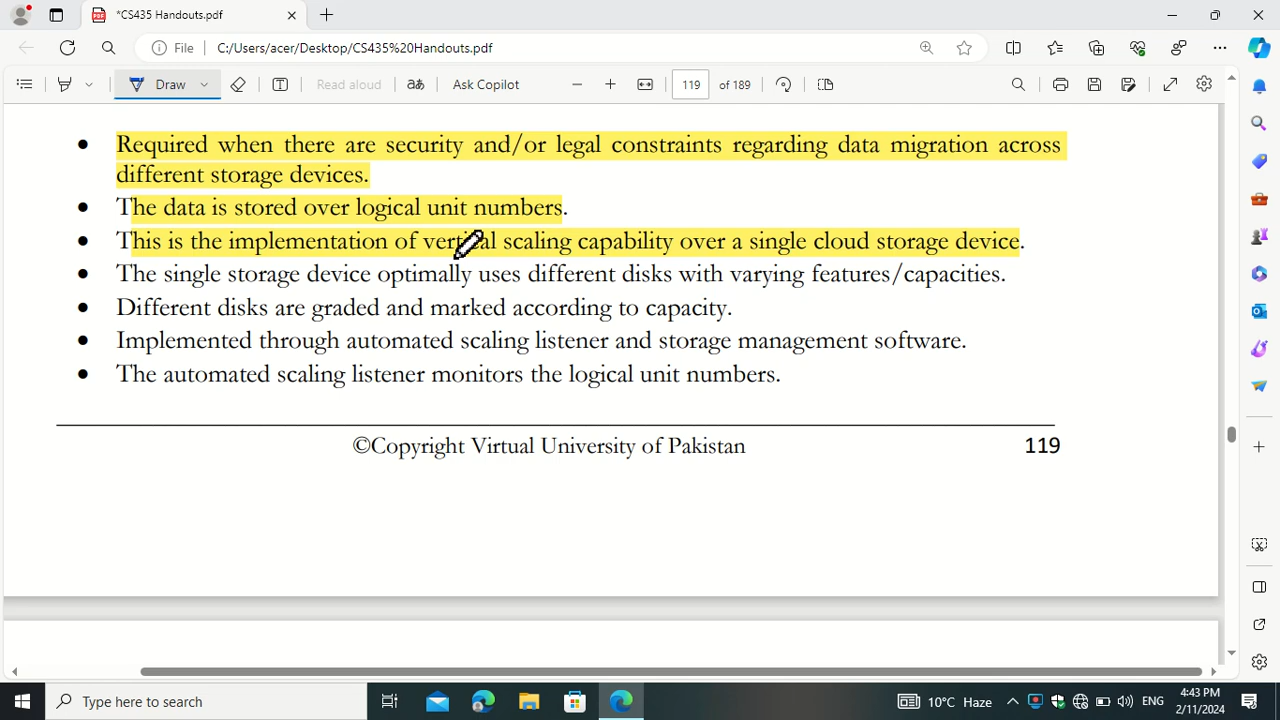 *CS435 Handouts.pdf
File C:/Users/acer/Desktop/CS435%20Handouts.pdf
Draw Read aloud aあ Ask Copilot 119 of 189
• Required when there are security and/or legal constraints regarding data migration across
different storage devices.
• The data is stored over logical unit numbers.
• This is the implementation of vertical scaling capability over a single cloud storage device.
• The single storage device optimally uses different disks with varying features/capacities.
• Different disks are graded and marked according to capacity.
• Implemented through automated scaling listener and storage management software.
• The automated scaling listener monitors the logical unit numbers.
©Copyright Virtual University of Pakistan 119
Type here to search 10°C Haze ENG 4:43 PM
2/11/2024